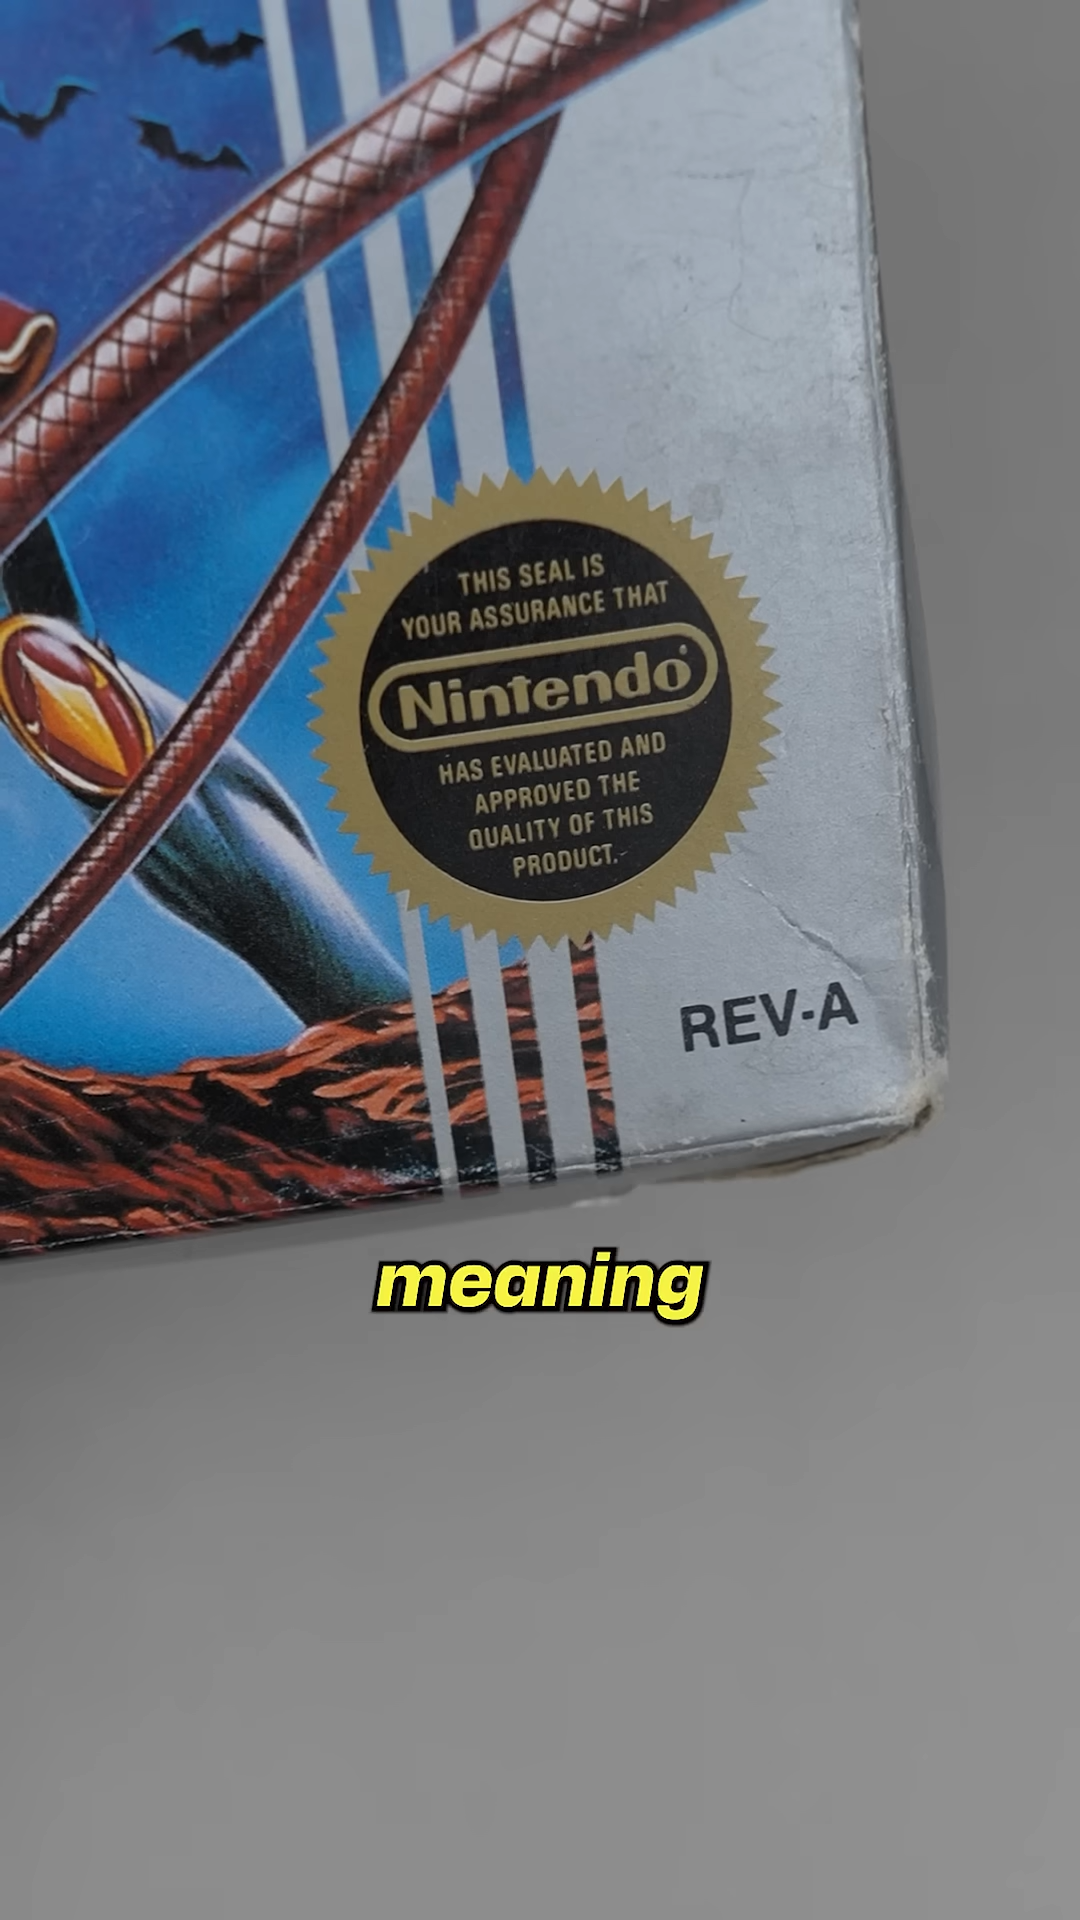 THIS SEAL IS
YOUR ASSURANCE THAT
Nintendo
HAS EVALUATED AND
APPROVED THE
QUALITY OF THIS
PRODUCT.
REV-A
meaning